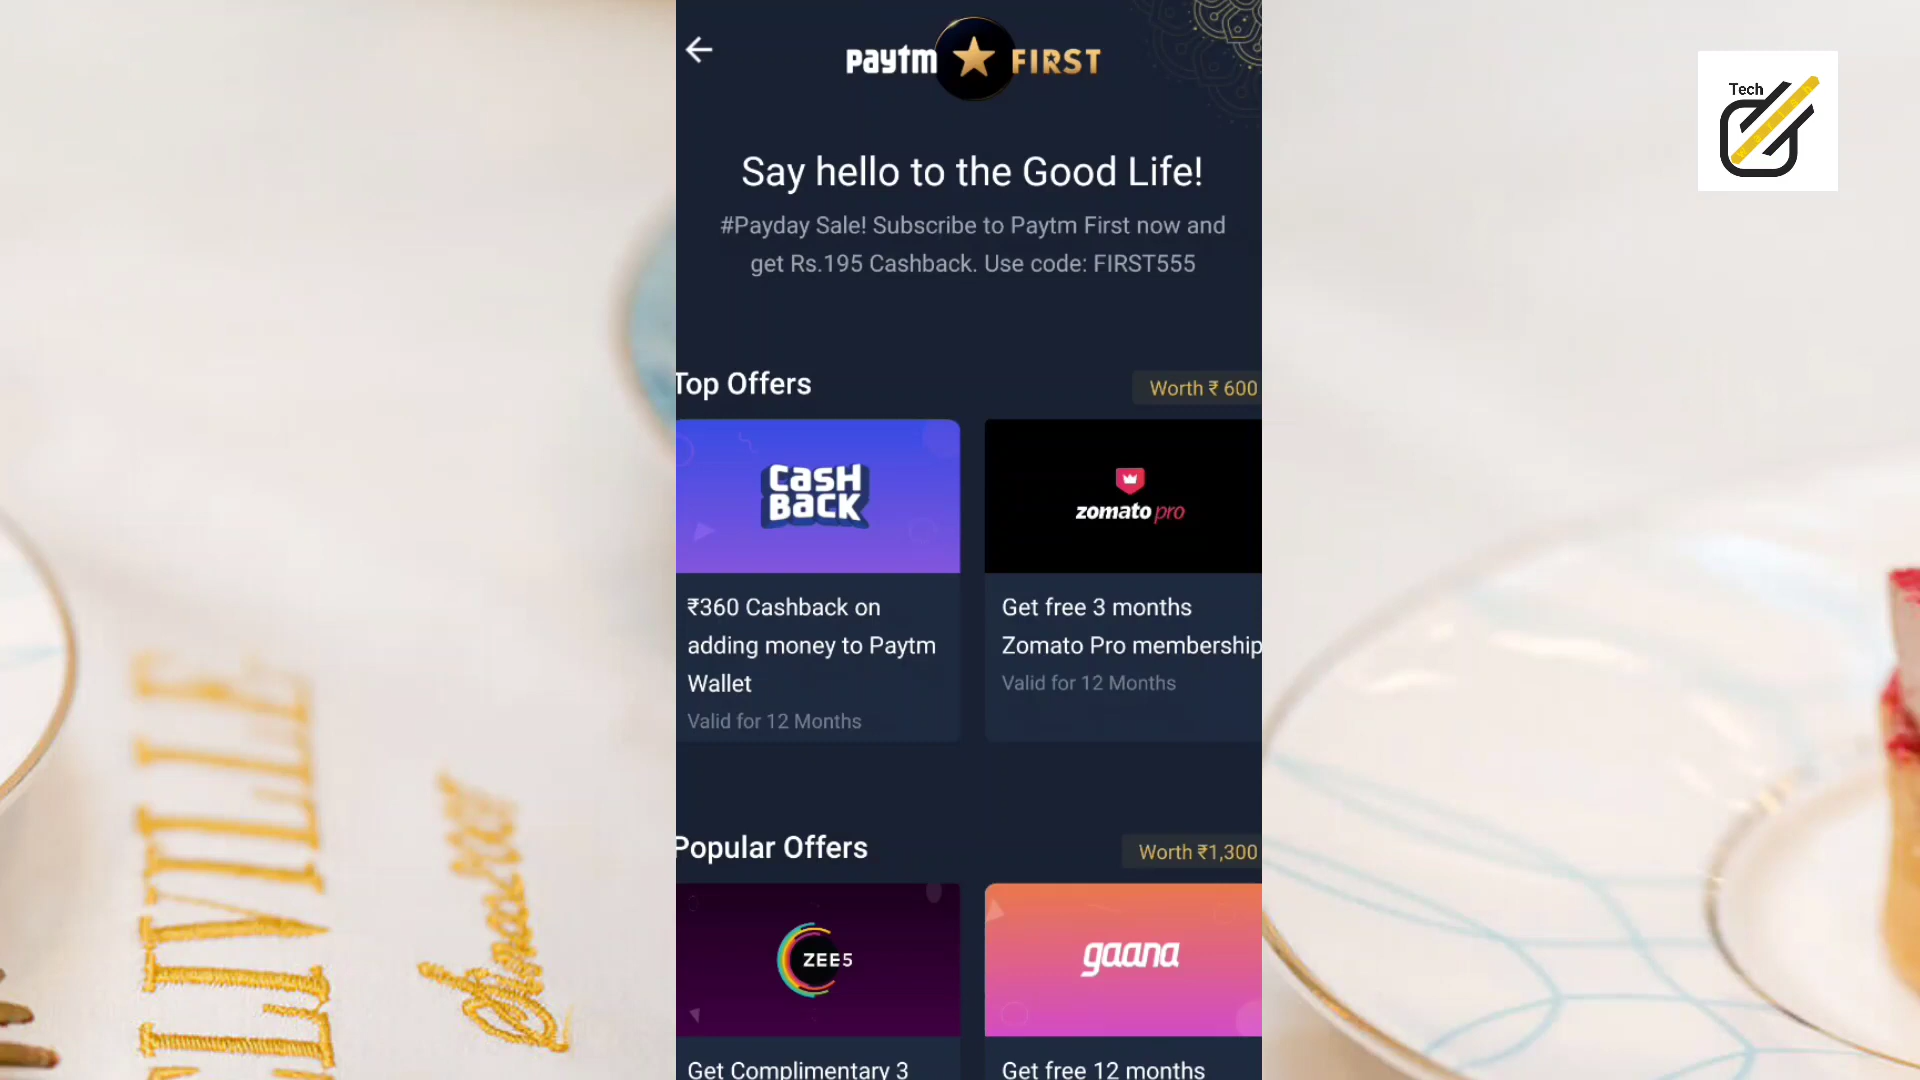 paytm FIRST
Say hello to the Good Life!
#Payday Sale! Subscribe to Paytm First now and
get Rs.195 Cashback. Use code: FIRST555
Top Offers
Worth ₹ 600
CASH
BACK
zomato pro
₹360 Cashback on
adding money to Paytm
Wallet
Valid for 12 Months
Get free 3 months
Zomato Pro membership
Valid for 12 Months
Popular Offers
Worth ₹1,300
ZEE5
gaana
Get Complimentary 3
Get free 12 months
Tech